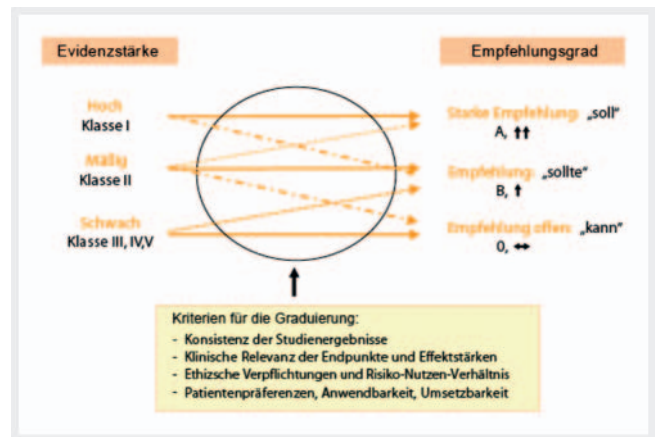 Evidenzstärke
Empfehlungsgrad
Hoch
Klasse I
Mäßig
Klasse II
Schwach
Klasse III, IV,V
Starke Empfehlung: „soll“
A, ↑↑
Empfehlung: „sollte“
B, ↑
Empfehlung offen: „kann“
0, ↔
Kriterien für die Graduierung:
- Konsistenz der Studienergebnisse
- Klinische Relevanz der Endpunkte und Effektstärken
- Ethizsche Verpflichtungen und Risiko-Nutzen-Verhältnis
- Patientenpräferenzen, Anwendbarkeit, Umsetzbarkeit